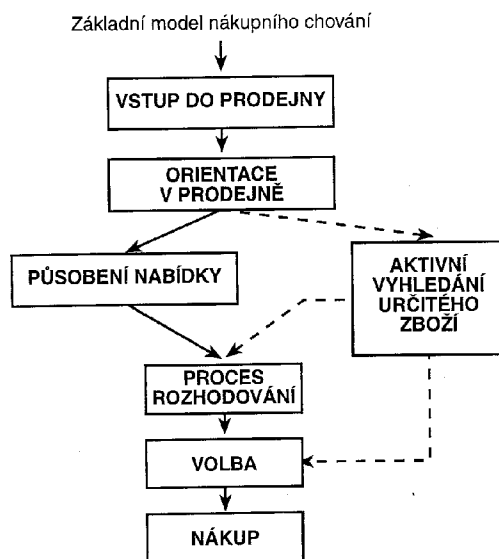 Základní model nákupního chování
VSTUP DO PRODEJNY
ORIENTACE
V PRODEJNĚ
PŮSOBENÍ NABÍDKY
AKTIVNÍ
VYHLEDÁNÍ
URČITÉHO
ZBOŽÍ
PROCES
ROZHODOVÁNÍ
VOLBA
NÁKUP